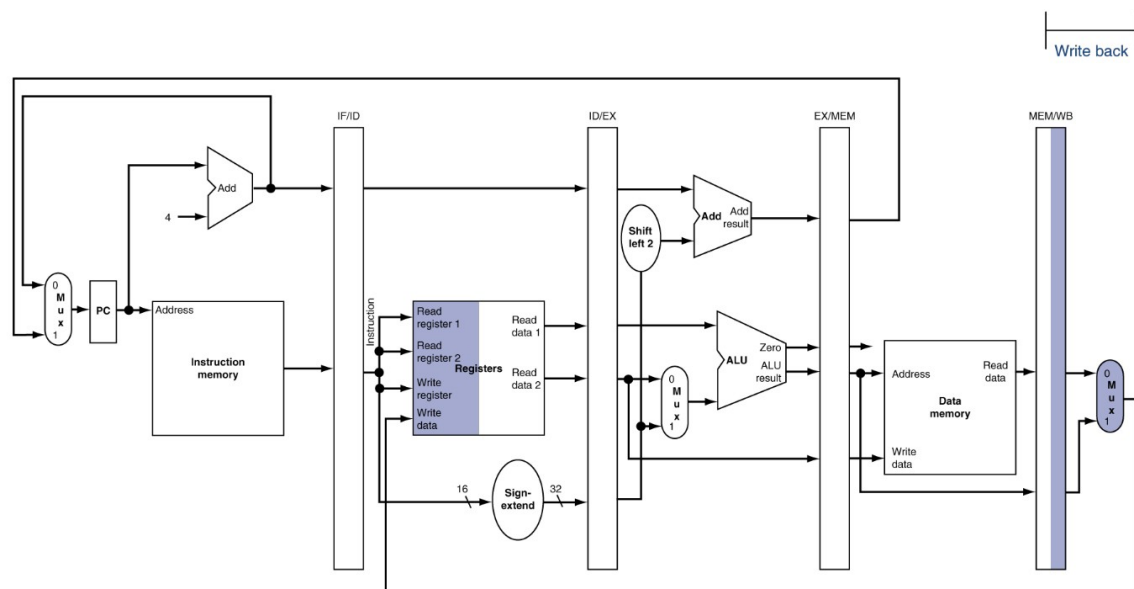 Write back
IF/ID
ID/EX
EX/MEM
MEM/WB
Add
4
Add
Add
result
Shift
left 2
0
M
u
x
1
PC
Address
Instruction
memory
Instruction
Read
register 1
Read
register 2
Registers
Write
register
Write
data
Read
data 1
Read
data 2
0
M
u
x
1
Zero
ALU
ALU
result
Address
Read
data
Data
memory
Write
data
0
M
u
x
1
16
Sign-
extend
32